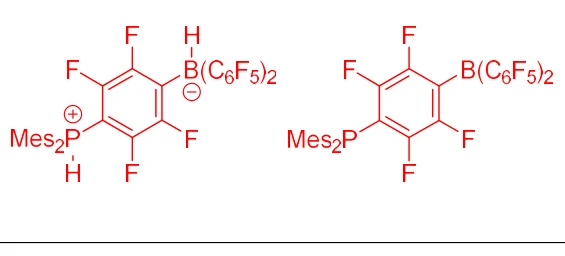 F H F
F B(C6F5)2 F B(C6F5)2
⊖
⊕
Mes2P F Mes2P F
H F F